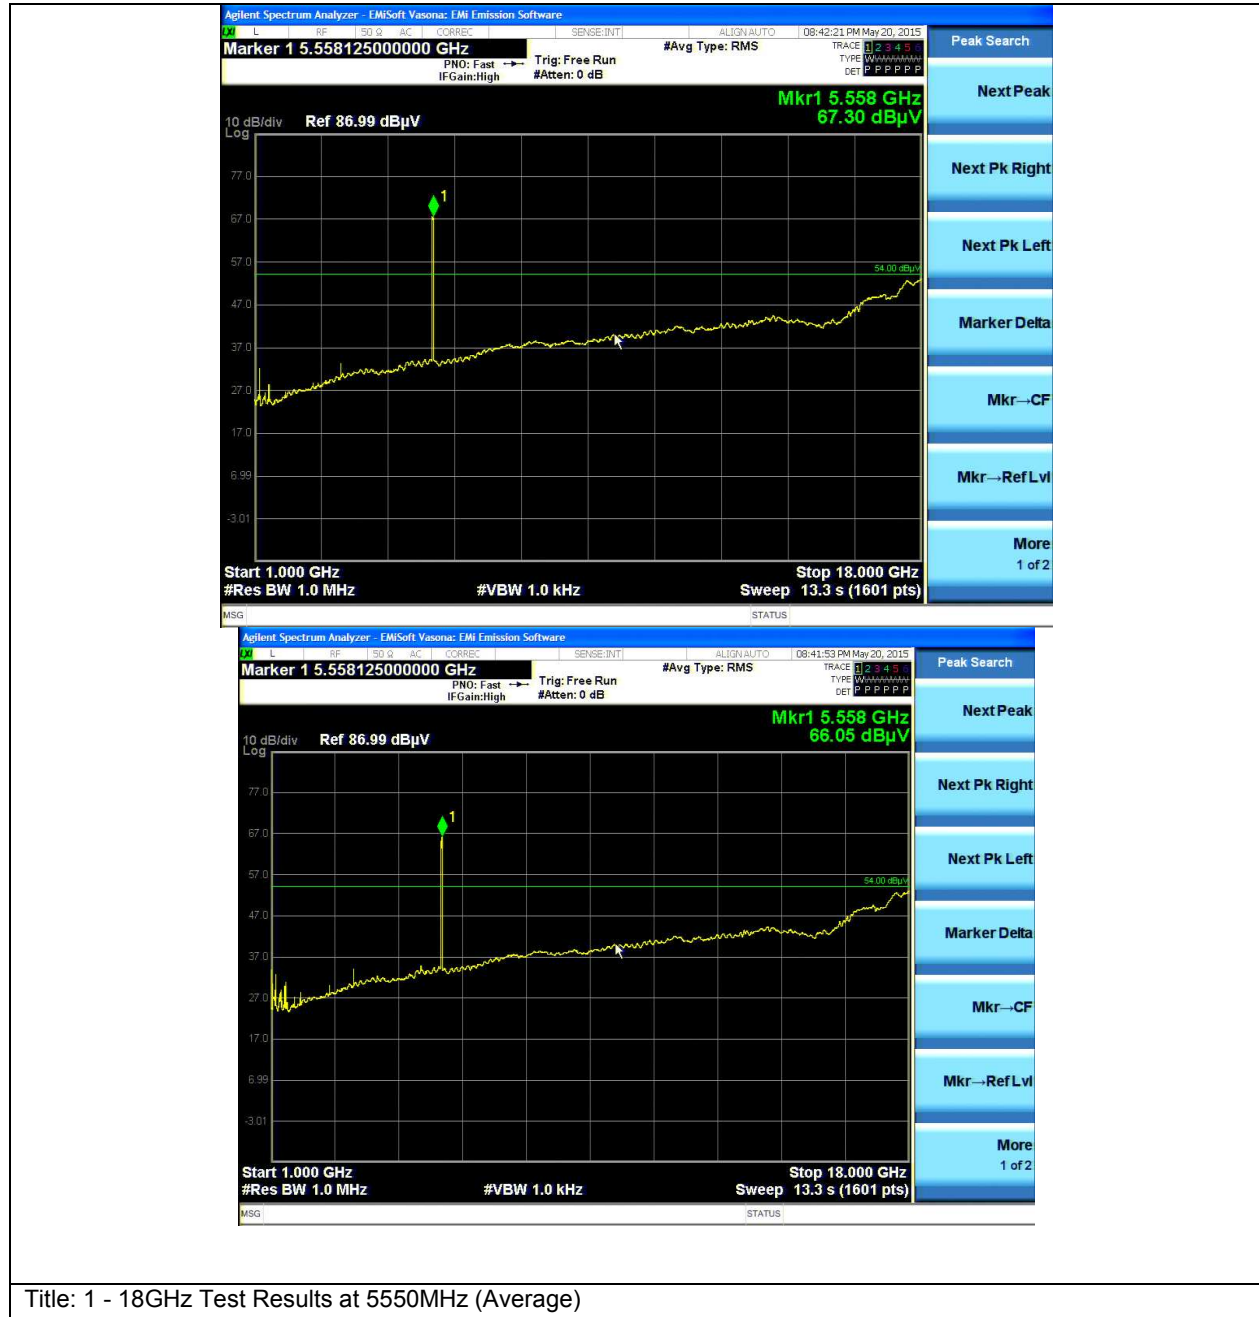 Agilent Spectrum Analyzer - EMiSoft Vasona: EMi Emission Software
LXI L RF 50 Ω AC CORREC SENSE:INT ALIGN AUTO 08:42:21 PM May 20, 2015
Marker 1 5.558125000000 GHz
#Avg Type: RMS
TRACE 1 2 3 4 5 6
PNO: Fast Trig: Free Run
TYPE W
IFGain:High #Atten: 0 dB
DET P P P P P P
Peak Search
Mkr1 5.558 GHz
67.30 dBµV
10 dB/div Ref 86.99 dBµV
Log
77.0
1
67.0
57.0
54.00 dBµV
47.0
37.0
27.0
17.0
6.99
-3.01
Start 1.000 GHz
Stop 18.000 GHz
#Res BW 1.0 MHz #VBW 1.0 kHz Sweep 13.3 s (1601 pts)
MSG STATUS
Next Peak
Next Pk Right
Next Pk Left
Marker Delta
Mkr→CF
Mkr→Ref Lvl
More
1 of 2
Agilent Spectrum Analyzer - EMiSoft Vasona: EMi Emission Software
LXI L RF 50 Ω AC CORREC SENSE:INT ALIGN AUTO 08:41:53 PM May 20, 2015
Marker 1 5.558125000000 GHz
#Avg Type: RMS
TRACE 1 2 3 4 5 6
PNO: Fast Trig: Free Run
TYPE W
IFGain:High #Atten: 0 dB
DET P P P P P P
Peak Search
Mkr1 5.558 GHz
66.05 dBµV
10 dB/div Ref 86.99 dBµV
Log
77.0
1
67.0
57.0
54.00 dBµV
47.0
37.0
27.0
17.0
6.99
-3.01
Start 1.000 GHz
Stop 18.000 GHz
#Res BW 1.0 MHz #VBW 1.0 kHz Sweep 13.3 s (1601 pts)
MSG STATUS
Next Peak
Next Pk Right
Next Pk Left
Marker Delta
Mkr→CF
Mkr→Ref Lvl
More
1 of 2
Title: 1 - 18GHz Test Results at 5550MHz (Average)